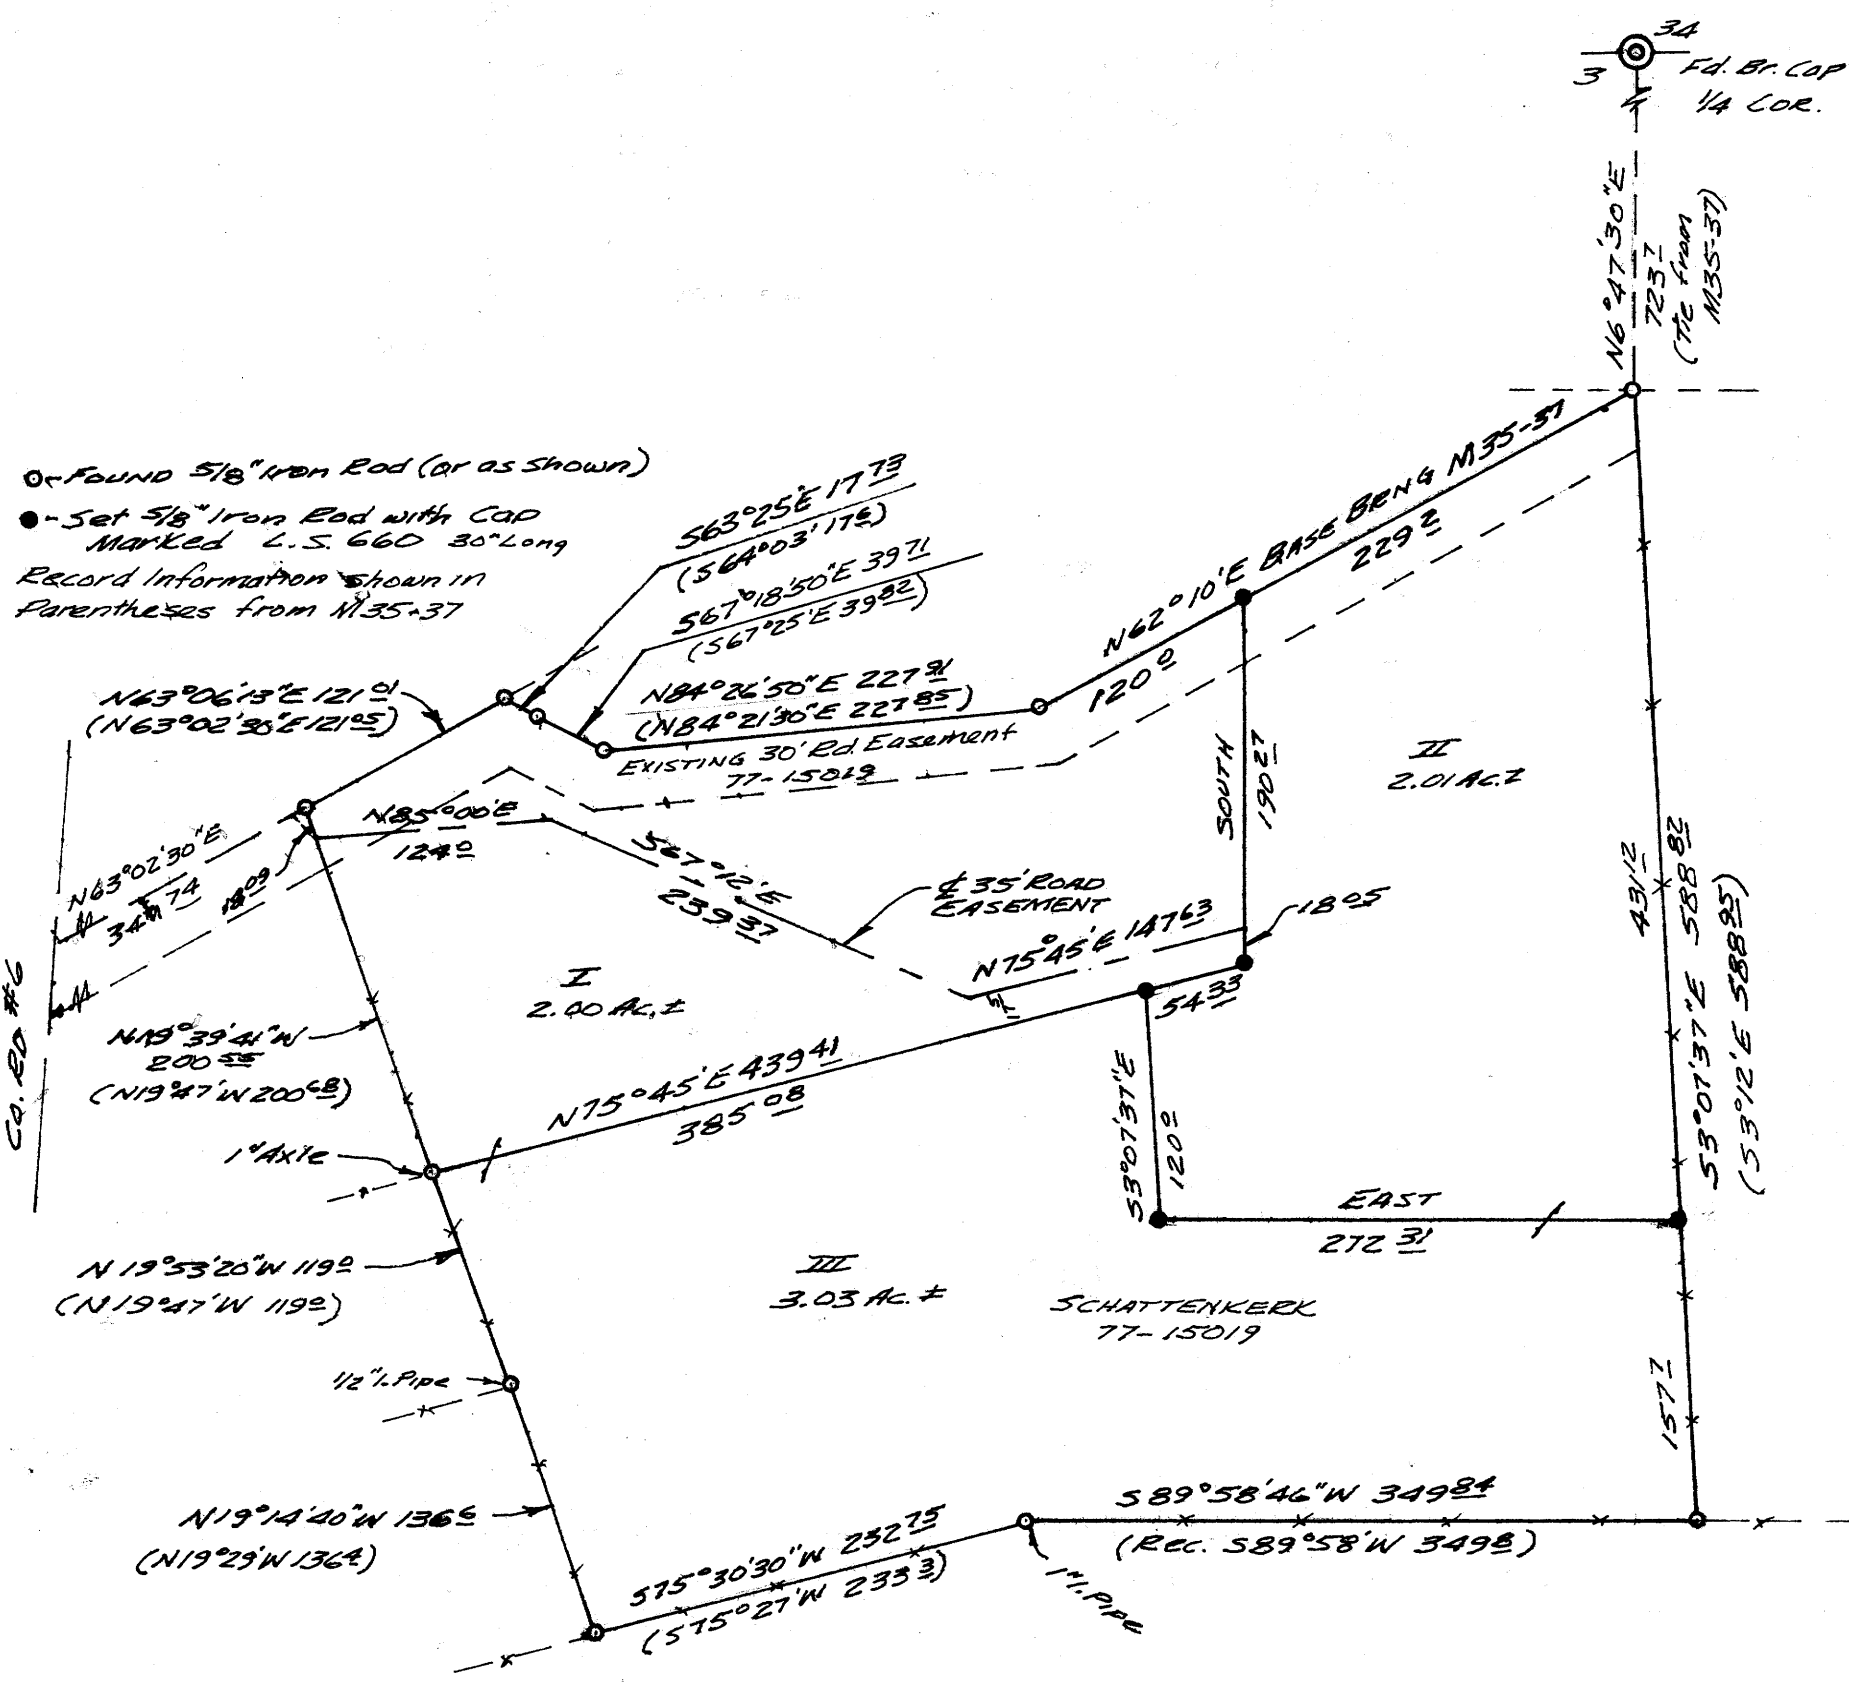 34
3
Fd. Br. Cap
1/4 COR.
N6°47'30"E
723 7
(Tie from
M35-37)
o-FOUND 5/8" Iron Rod (or as shown)
●-Set 5/8" Iron Rod with Cap
Marked L.S. 660 30" Long
Record Information shown in
Parentheses from M35-37
S63°25'E 17 73
(S64°03' 17 6)
S67°18'50"E 39 71
(S67°25'E 39 82)
N62°10'E BASE BRNG M35-37
229 2
120 0
N63°06'13"E 121 01
(N63°02'30"E 121 05)
N84°26'50"E 227 91
(N84°21'30"E 227 85)
EXISTING 30' Rd. Easement
77-15019
N63°02'30"E
74
18 09
N85°00'E
124 0
S67°12'E
239 37
℄ 35' ROAD
EASEMENT
SOUTH
190 27
II
2.01 Ac.±
N75°45'E 147 63
18 05
54 33
431 12
S3°07'37"E 588 82
(S3°12'E 588 95)
CO. RD. #6
I
2.00 Ac.±
N19°39'41"W
200 55
(N19°47'W 200 68)
N75°45'E 439 41
385 08
1" Axle
S3°07'37"E
120 0
EAST
272 31
N19°53'20"W 119 0
(N19°47'W 119 0)
III
3.03 Ac.±
SCHATTENKERK
77-15019
1/2" I. Pipe
157 7
N19°14'40"W 136 6
(N19°29'W 136 4)
S75°30'30"W 232 75
(S75°27'W 233 3)
1" I. Pipe
S89°58'46"W 349 84
(Rec. S89°58'W 349 8)